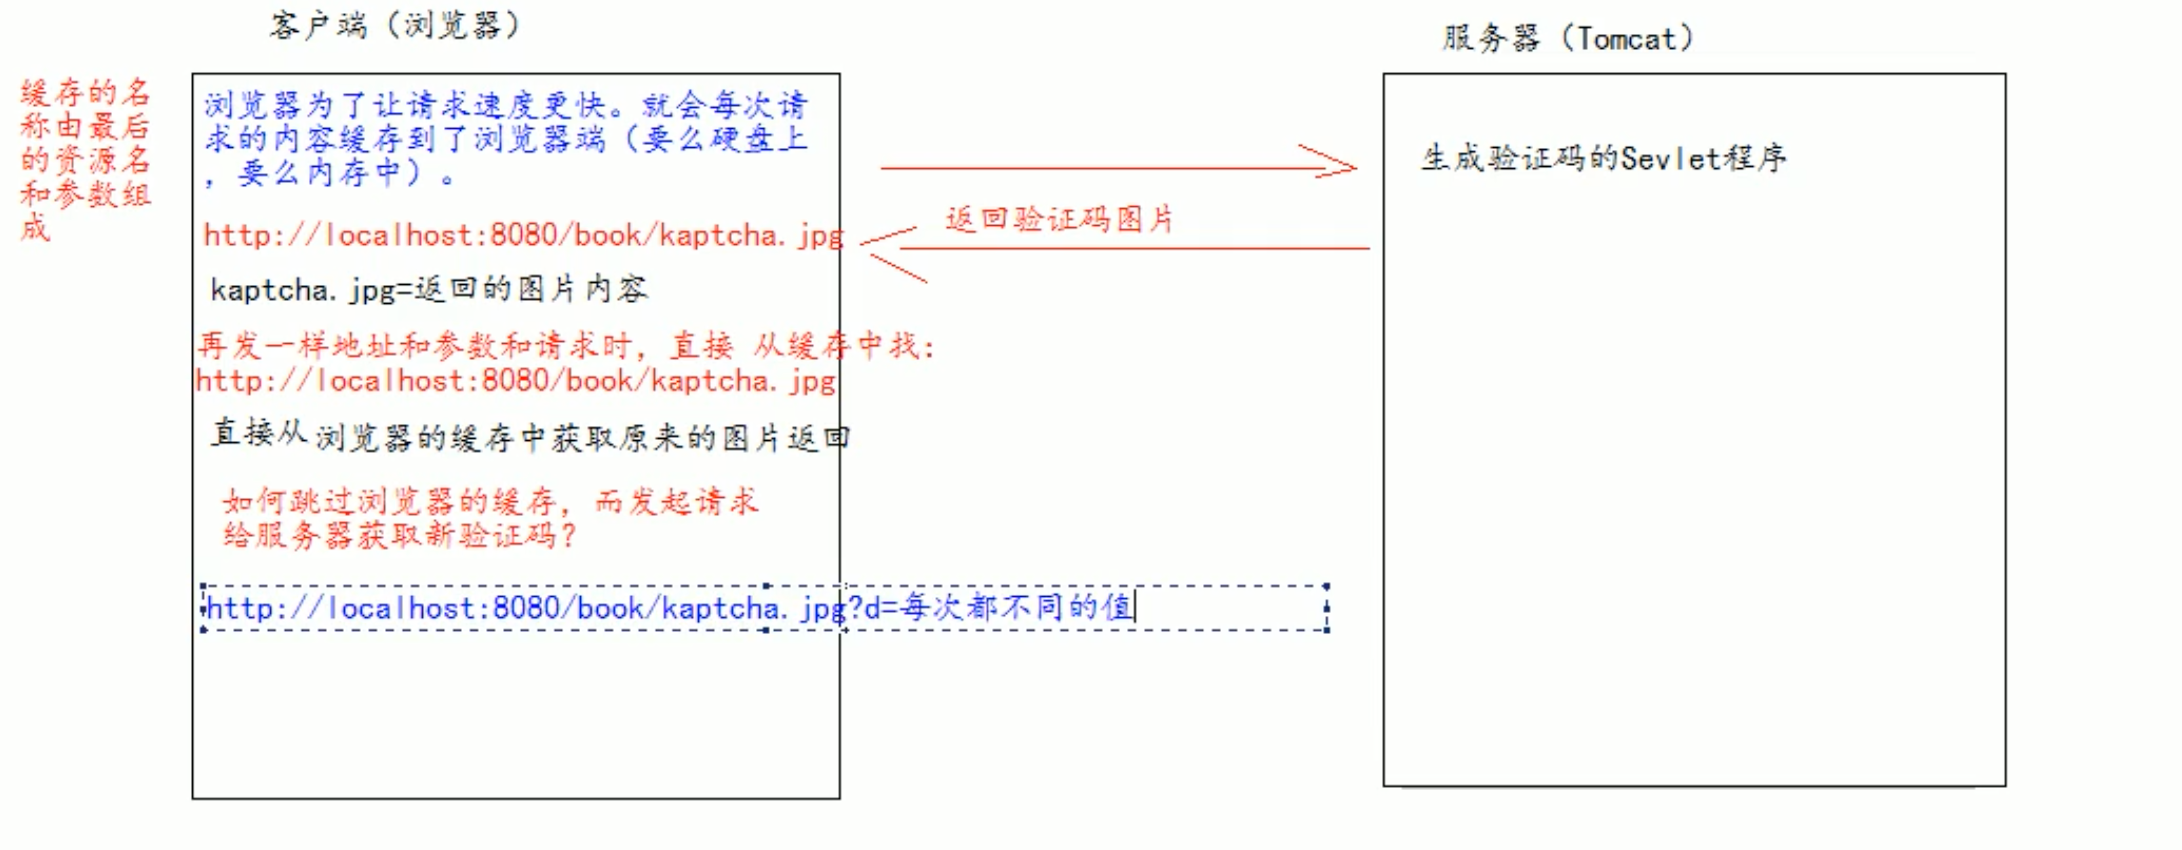 客户端（浏览器）
服务器（Tomcat）
缓存的名
称由最后
的资源名
和参数组
成
浏览器为了让请求速度更快。就会每次请
求的内容缓存到了浏览器端（要么硬盘上
，要么内存中）。
http://localhost:8080/book/kaptcha.jpg
kaptcha.jpg=返回的图片内容
再发一样地址和参数和请求时，直接 从缓存中找：
http://localhost:8080/book/kaptcha.jpg
直接从浏览器的缓存中获取原来的图片返回
如何跳过浏览器的缓存，而发起请求
给服务器获取新验证码？
http://localhost:8080/book/kaptcha.jpg?d=每次都不同的值
返回验证码图片
生成验证码的Sevlet程序